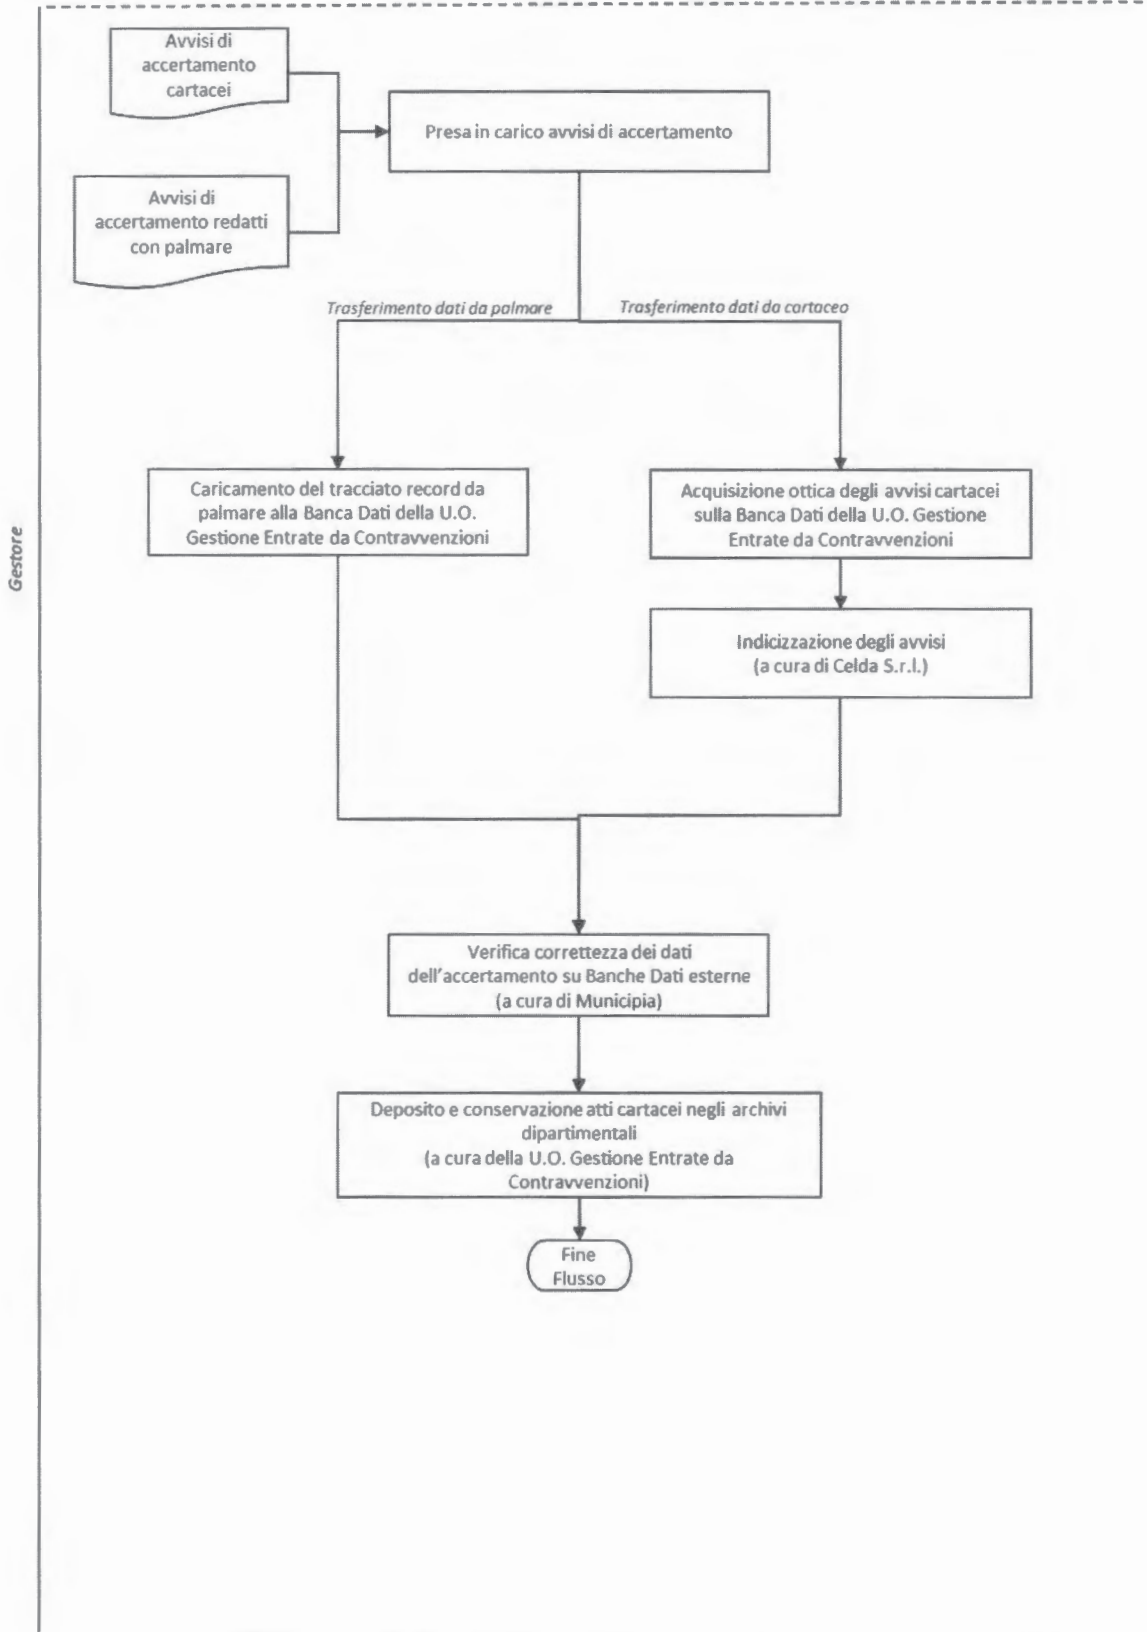 Avvisi di
accertamento
cartacei
Presa in carico avvisi di accertamento
Avvisi di
accertamento redatti
con palmare
Trasferimento dati da palmare
Trasferimento dati da cartaceo
Caricamento del tracciato record da
palmare alla Banca Dati della U.O.
Gestione Entrate da Contravvenzioni
Acquisizione ottica degli avvisi cartacei
sulla Banca Dati della U.O. Gestione
Entrate da Contravvenzioni
Gestore
Indicizzazione degli avvisi
(a cura di Celda S.r.l.)
Verifica correttezza dei dati
dell'accertamento su Banche Dati esterne
(a cura di Municipia)
Deposito e conservazione atti cartacei negli archivi
dipartimentali
(a cura della U.O. Gestione Entrate da
Contravvenzioni)
Fine
Flusso